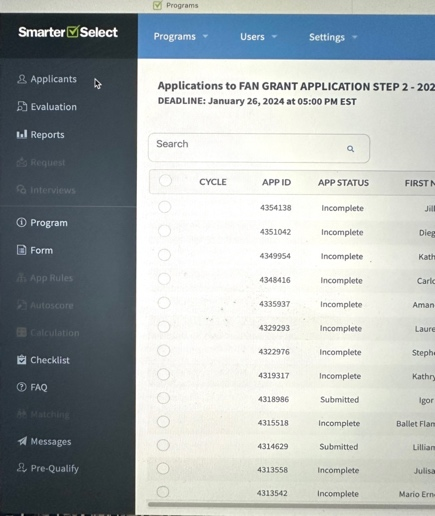 Programs
Smarter Select
Programs
Users
Settings
Applicants
Evaluation
Reports
Request
Interviews
Program
Form
App Rules
Autoscore
Calculation
Checklist
FAQ
Matching
Messages
Pre-Qualify
Applications to FAN GRANT APPLICATION STEP 2 - 202
DEADLINE: January 26, 2024 at 05:00 PM EST
Search
CYCLE APP ID APP STATUS FIRST N
4354138 Incomplete Jill
4351042 Incomplete Dieg
4349954 Incomplete Kath
4348416 Incomplete Carlo
4335937 Incomplete Aman
4329293 Incomplete Laure
4322976 Incomplete Steph
4319317 Incomplete Kathry
4318986 Submitted Igor
4315518 Incomplete Ballet Flan
4314629 Submitted Lillian
4313558 Incomplete Julisa
4313542 Incomplete Mario Ern